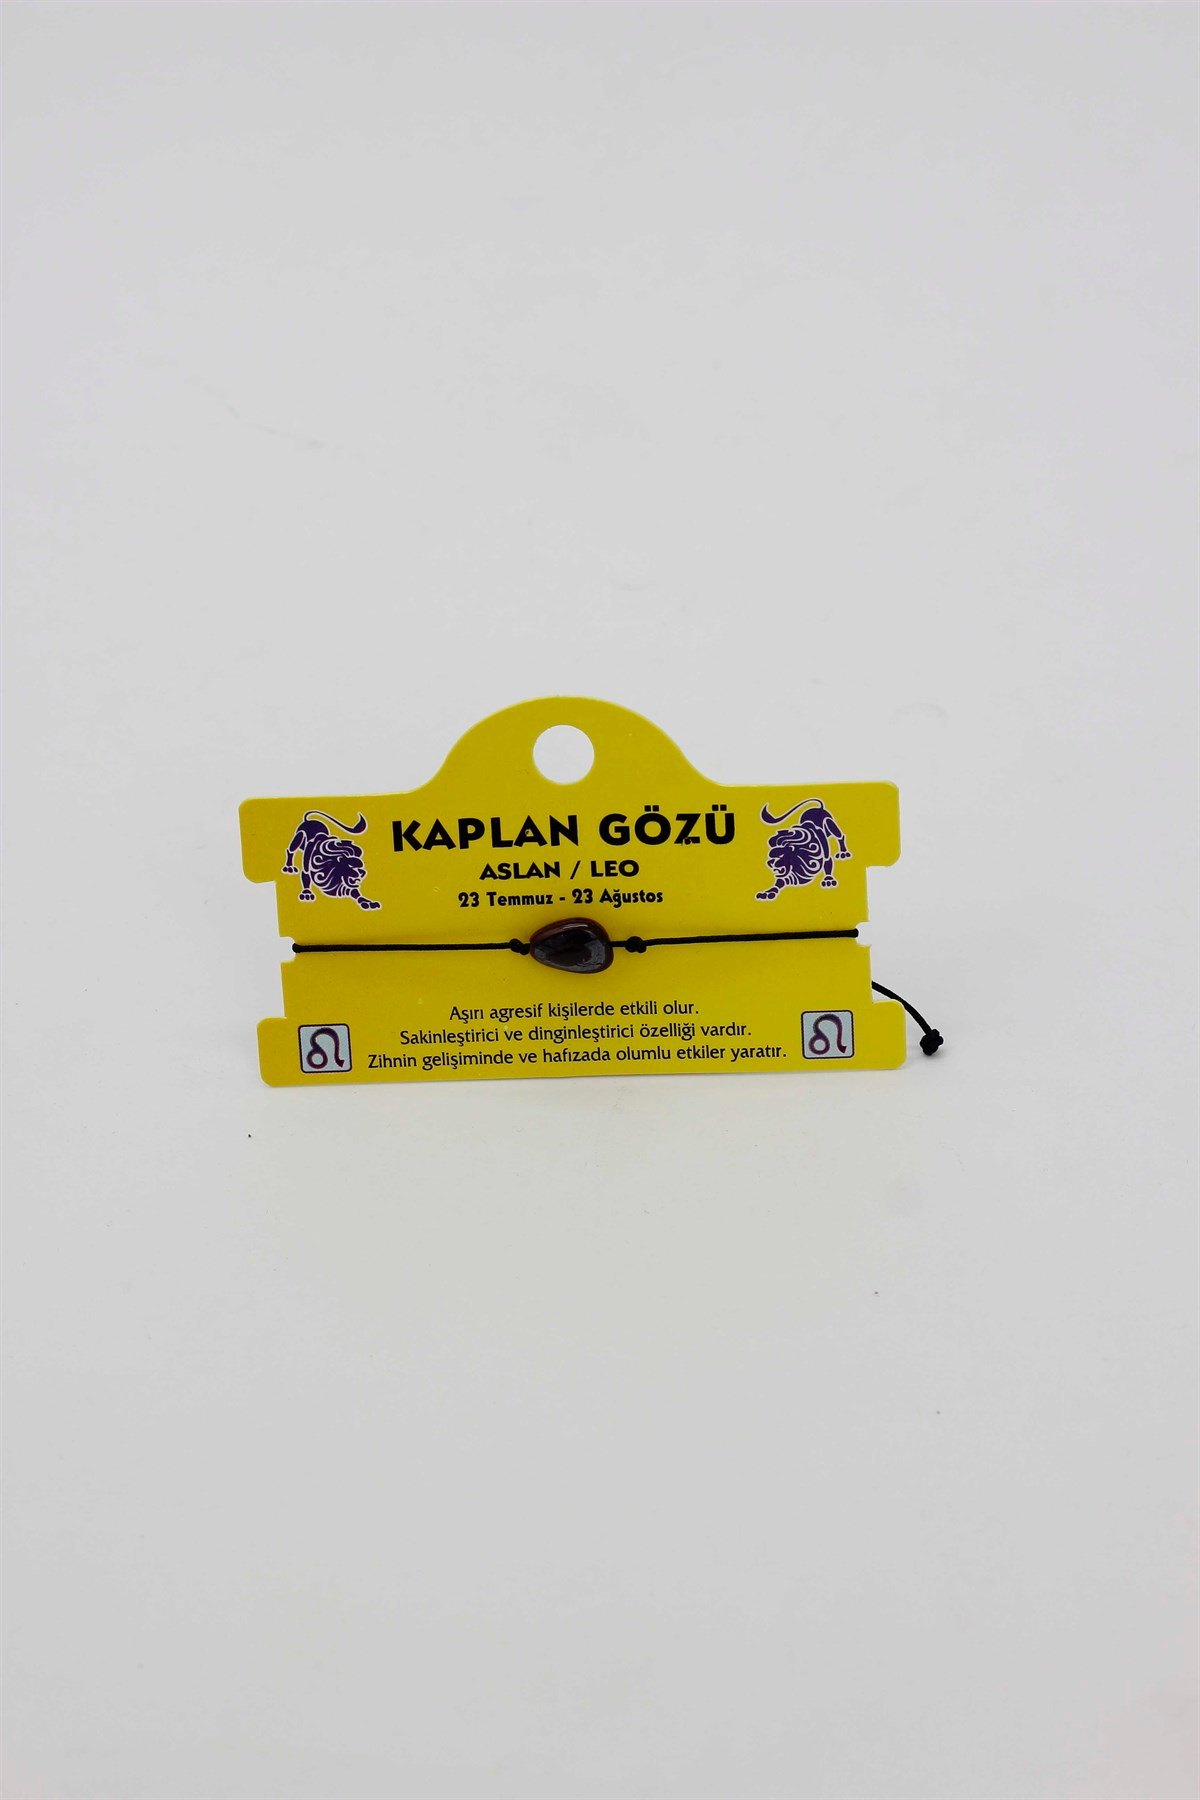 KAPLAN GÖZÜ
ASLAN / LEO
23 Temmuz - 23 Ağustos
Aşırı agresif kişilerde etkili olur.
Sakinleştirici ve dinginleştirici özelliği vardır.
Zihnin gelişiminde ve hafızada olumlu etkiler yaratır.